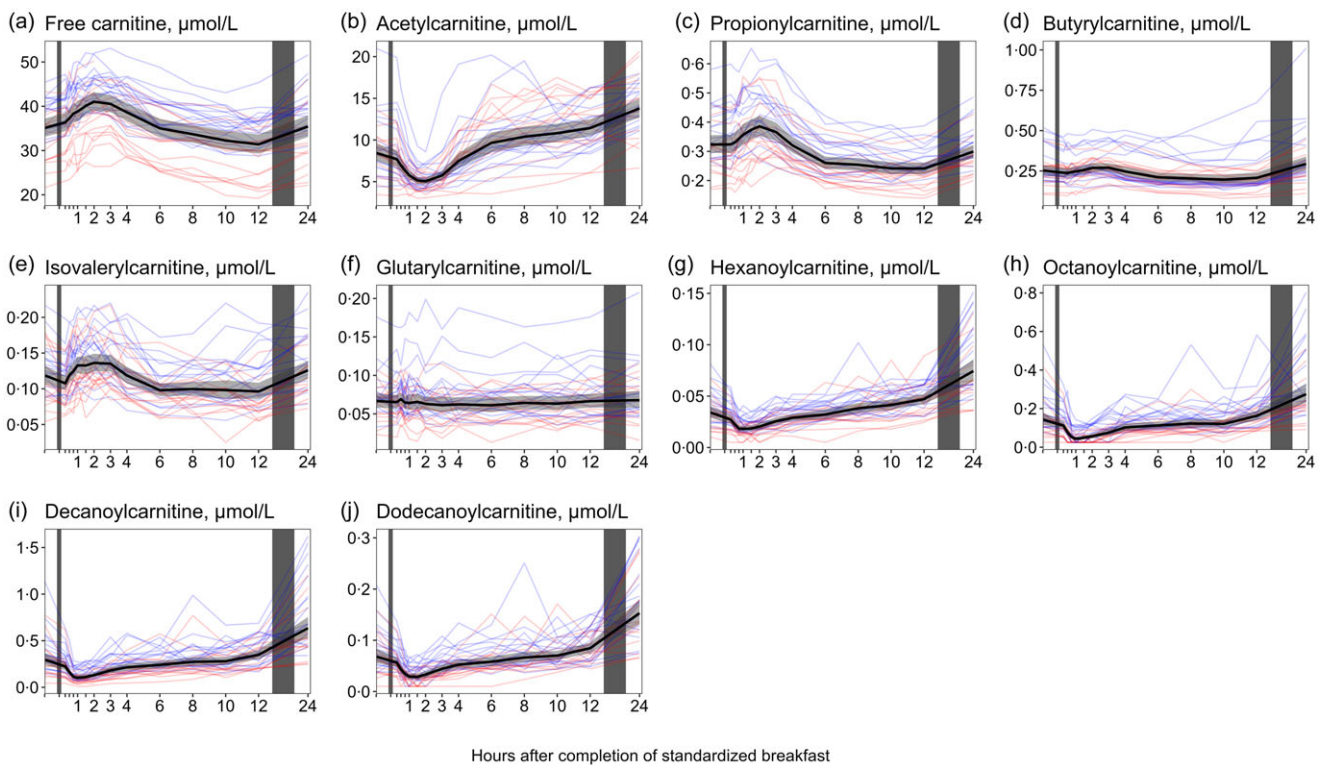 (a) Free carnitine, µmol/L
50
40
30
20
1 2 3 4 6 8 10 12 24
(b) Acetylcarnitine, µmol/L
20
15
10
5
1 2 3 4 6 8 10 12 24
(c) Propionylcarnitine, µmol/L
0·6
0·5
0·4
0·3
0·2
1 2 3 4 6 8 10 12 24
(d) Butyrylcarnitine, µmol/L
1·00
0·75
0·50
0·25
1 2 3 4 6 8 10 12 24
(e) Isovalerylcarnitine, µmol/L
0·20
0·15
0·10
0·05
1 2 3 4 6 8 10 12 24
(f) Glutarylcarnitine, µmol/L
0·20
0·15
0·10
0·05
1 2 3 4 6 8 10 12 24
(g) Hexanoylcarnitine, µmol/L
0·15
0·10
0·05
0·00
1 2 3 4 6 8 10 12 24
(h) Octanoylcarnitine, µmol/L
0·8
0·6
0·4
0·2
0·0
1 2 3 4 6 8 10 12 24
(i) Decanoylcarnitine, µmol/L
1·5
1·0
0·5
0·0
1 2 3 4 6 8 10 12 24
(j) Dodecanoylcarnitine, µmol/L
0·3
0·2
0·1
0·0
1 2 3 4 6 8 10 12 24
Hours after completion of standardized breakfast